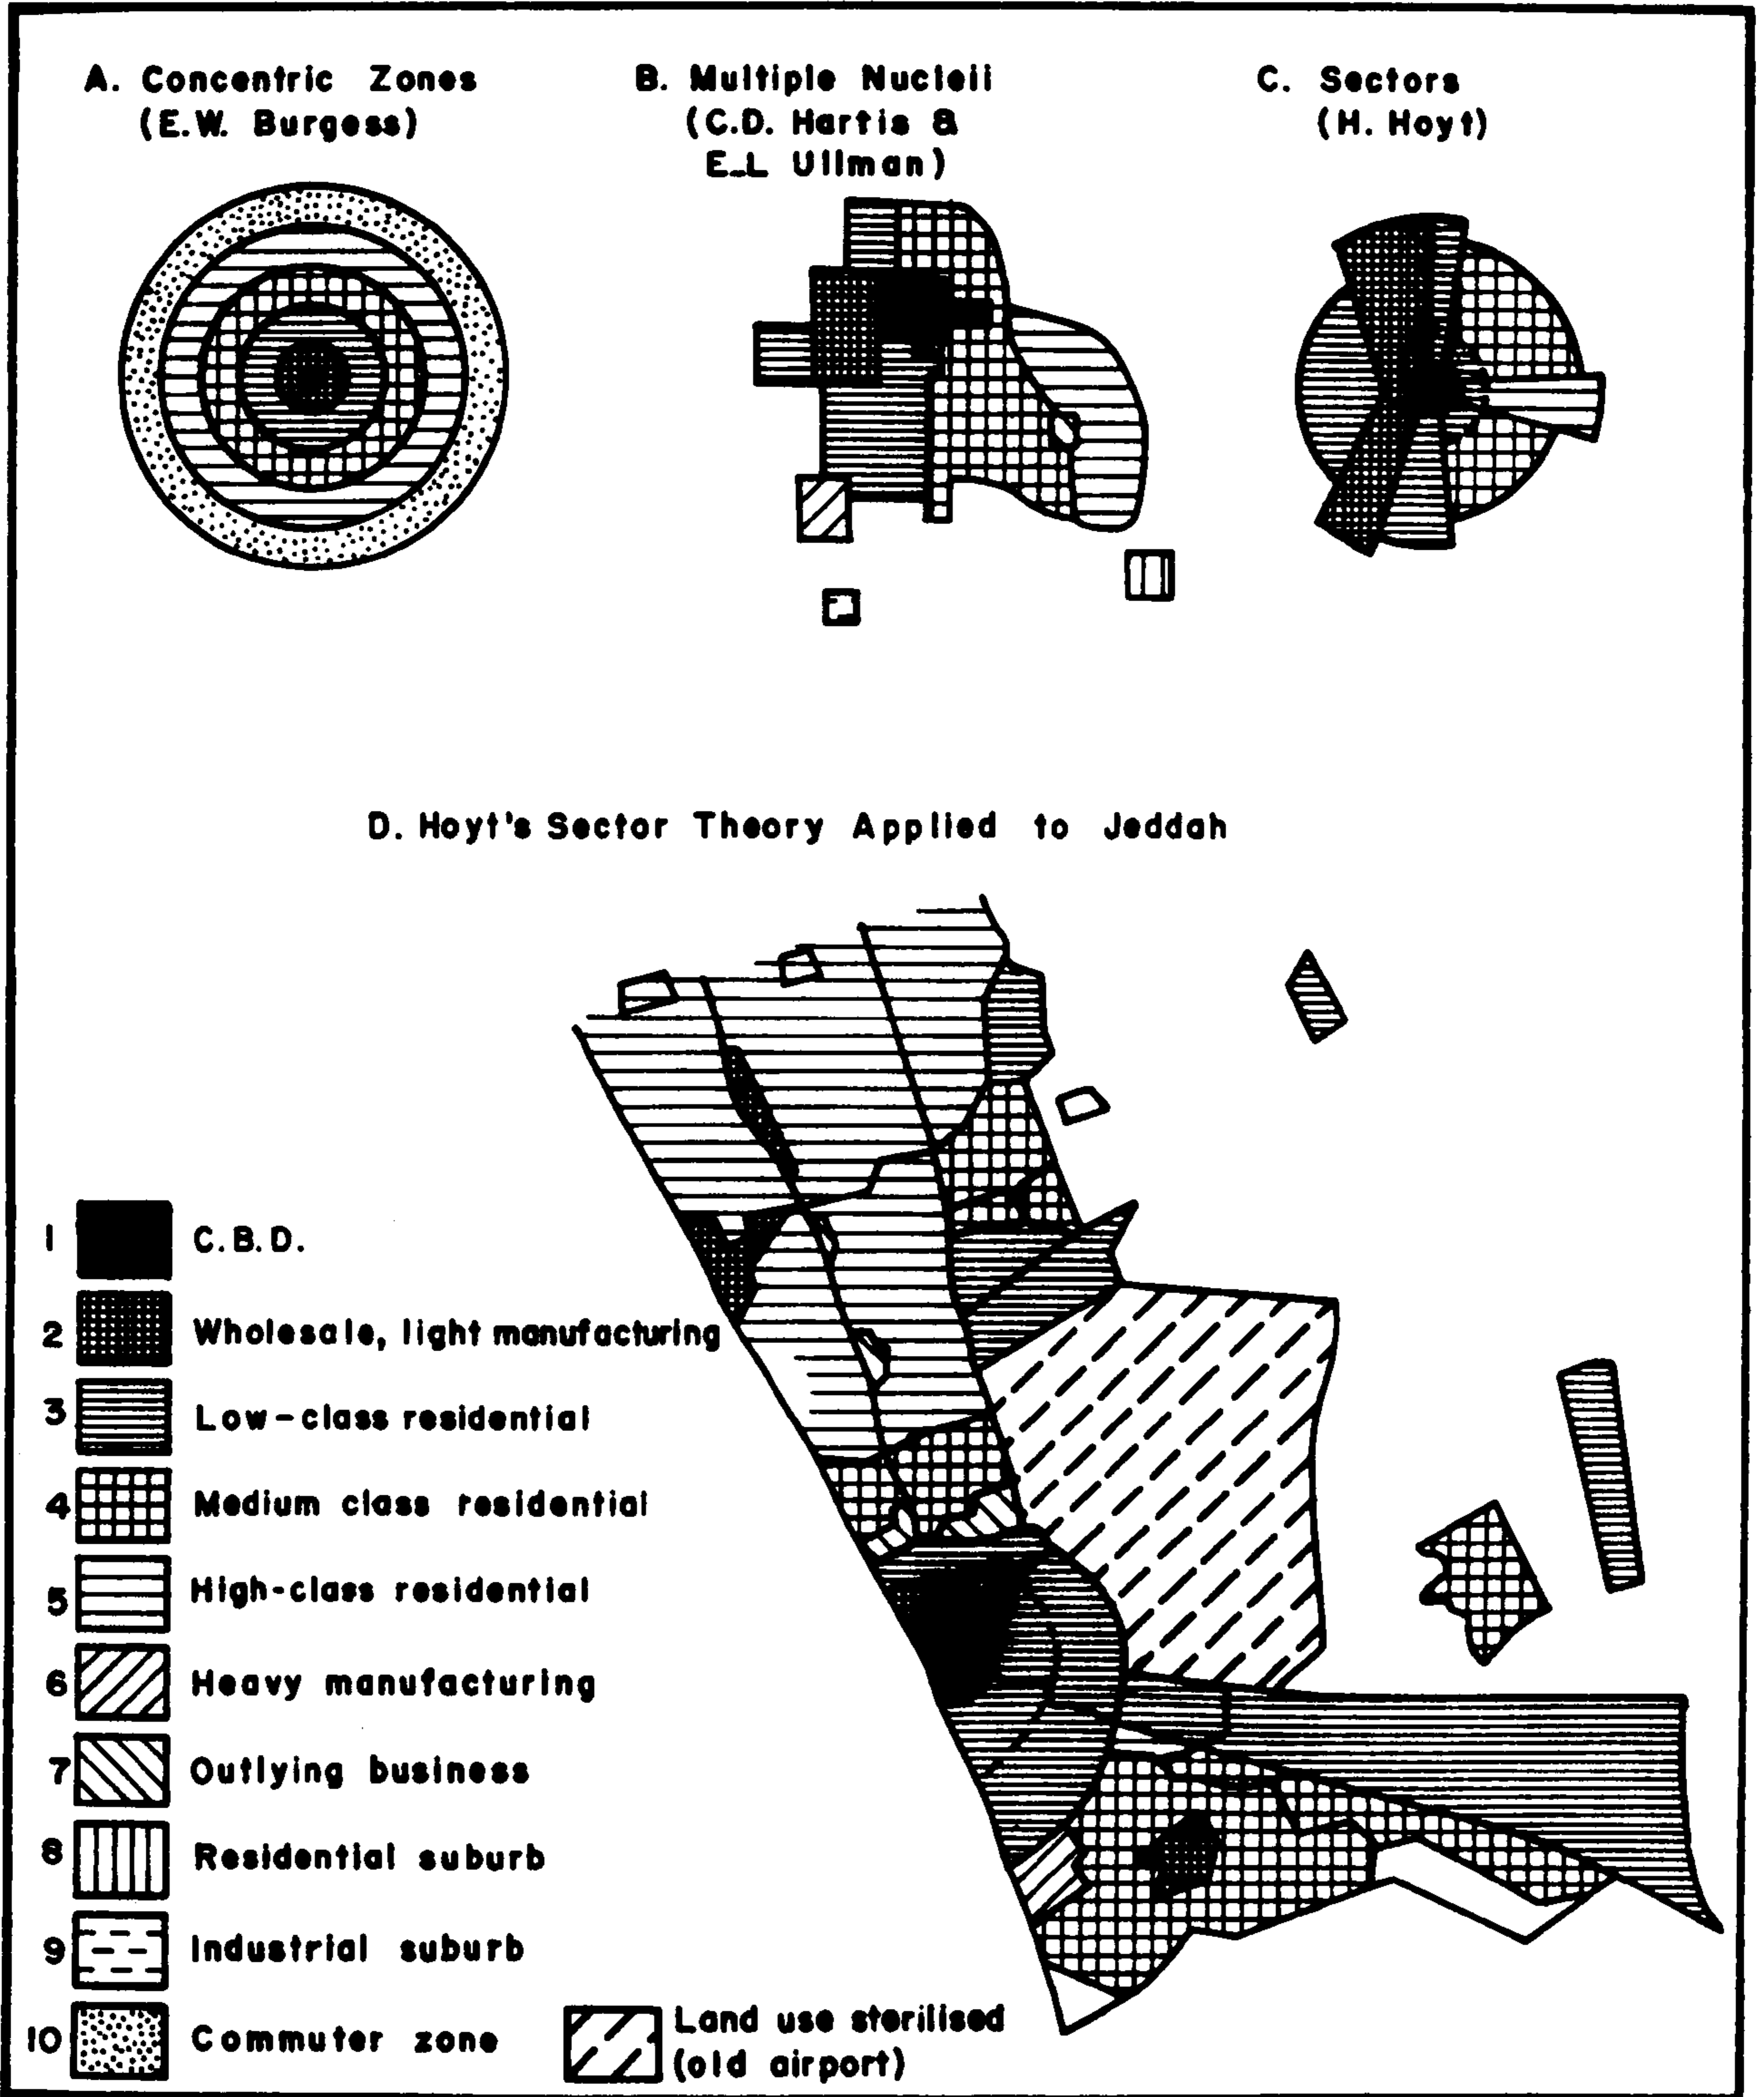 A. Concentric Zones
(E.W. Burgess)
B. Multiple Nucleii
(C.D. Hartis &
E_L Ullman)
C. Sectors
(H. Hoyt)
D. Hoyt's Sector Theory Applied to Jeddah
1 C.B.D.
2 Wholesale, light manufacturing
3 Low-class residential
4 Medium class residential
5 High-class residential
6 Heavy manufacturing
7 Outlying business
8 Residential suburb
9 Industrial suburb
10 Commuter zone
Land use sterilised
(old airport)